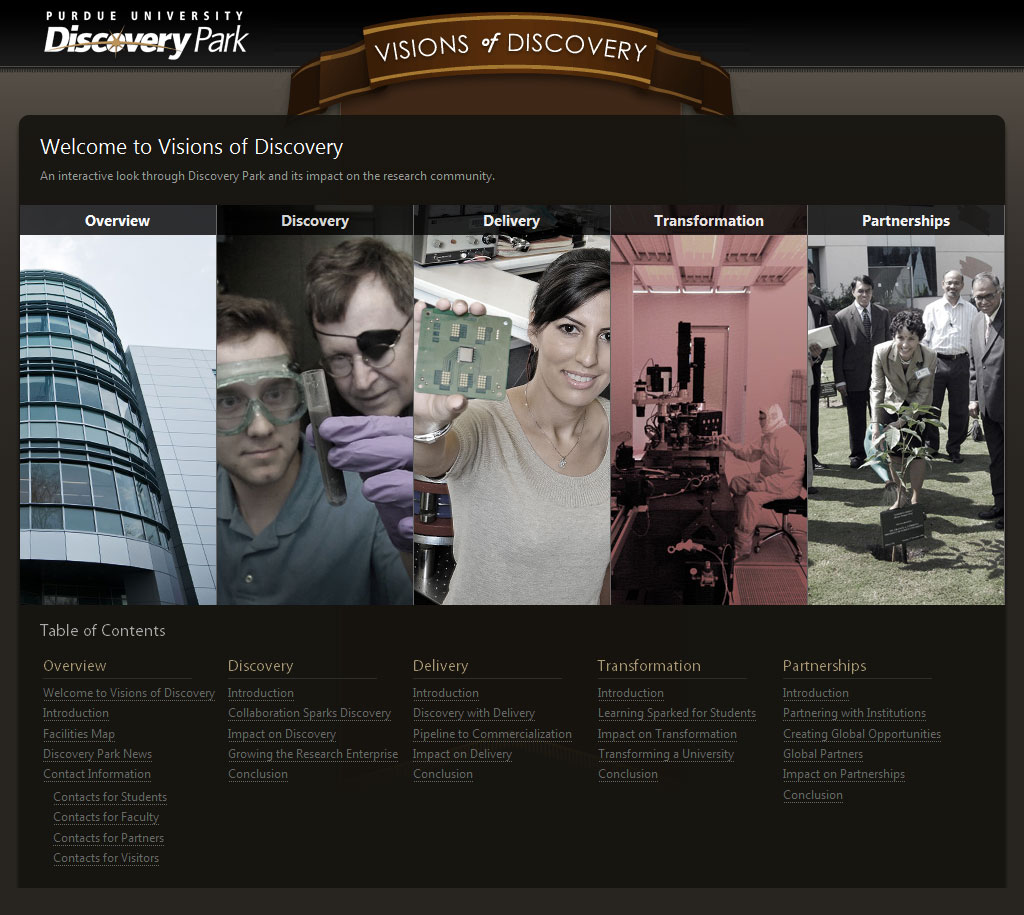 PURDUE UNIVERSITY
Discovery Park
VISIONS of DISCOVERY
Welcome to Visions of Discovery
An interactive look through Discovery Park and its impact on the research community.
Overview
Discovery
Delivery
Transformation
Partnerships
Table of Contents
Overview
Welcome to Visions of Discovery
Introduction
Facilities Map
Discovery Park News
Contact Information
Contacts for Students
Contacts for Faculty
Contacts for Partners
Contacts for Visitors
Discovery
Introduction
Collaboration Sparks Discovery
Impact on Discovery
Growing the Research Enterprise
Conclusion
Delivery
Introduction
Discovery with Delivery
Pipeline to Commercialization
Impact on Delivery
Conclusion
Transformation
Introduction
Learning Sparked for Students
Impact on Transformation
Transforming a University
Conclusion
Partnerships
Introduction
Partnering with Institutions
Creating Global Opportunities
Global Partners
Impact on Partnerships
Conclusion